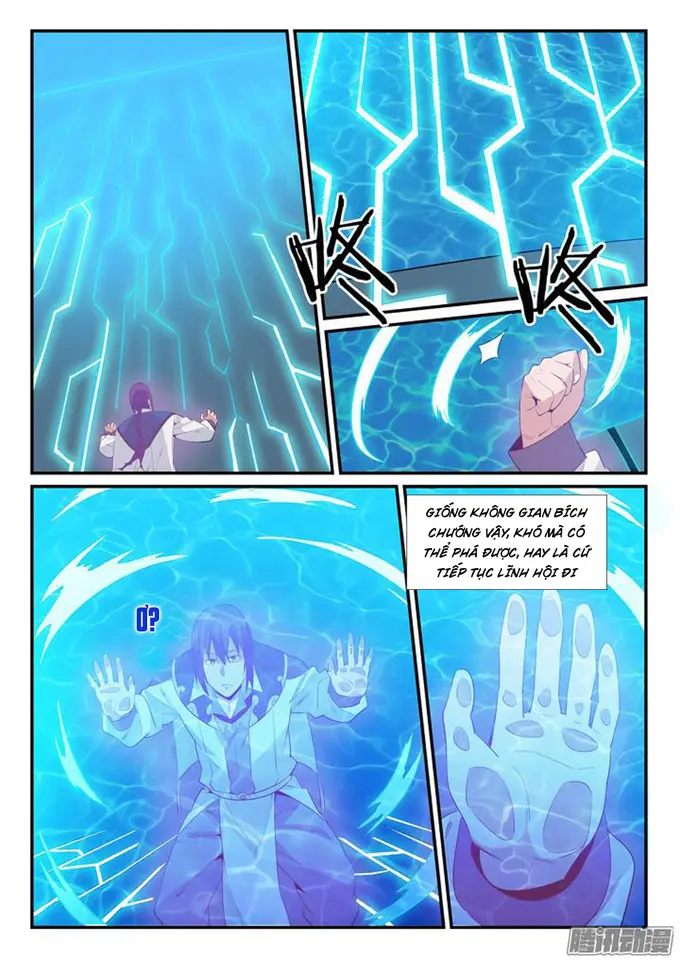 咚
咚
Ơ?
GIỐNG KHÔNG GIAN BÍCH
CHƯỚNG VẬY, KHÓ MÀ CÓ
THỂ PHÁ ĐƯỢC, HAY LÀ CỨ
TIẾP TỤC LĨNH HỘI ĐI
腾讯动漫